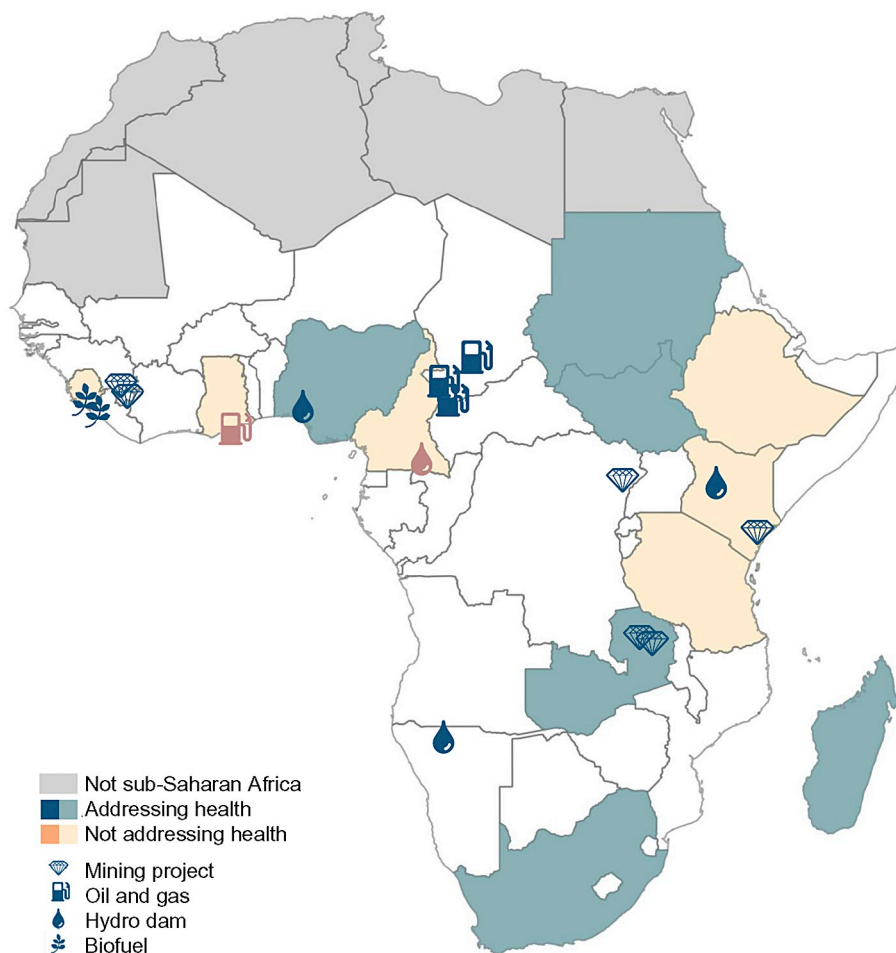 Not sub-Saharan Africa
Addressing health
Not addressing health
Mining project
Oil and gas
Hydro dam
Biofuel